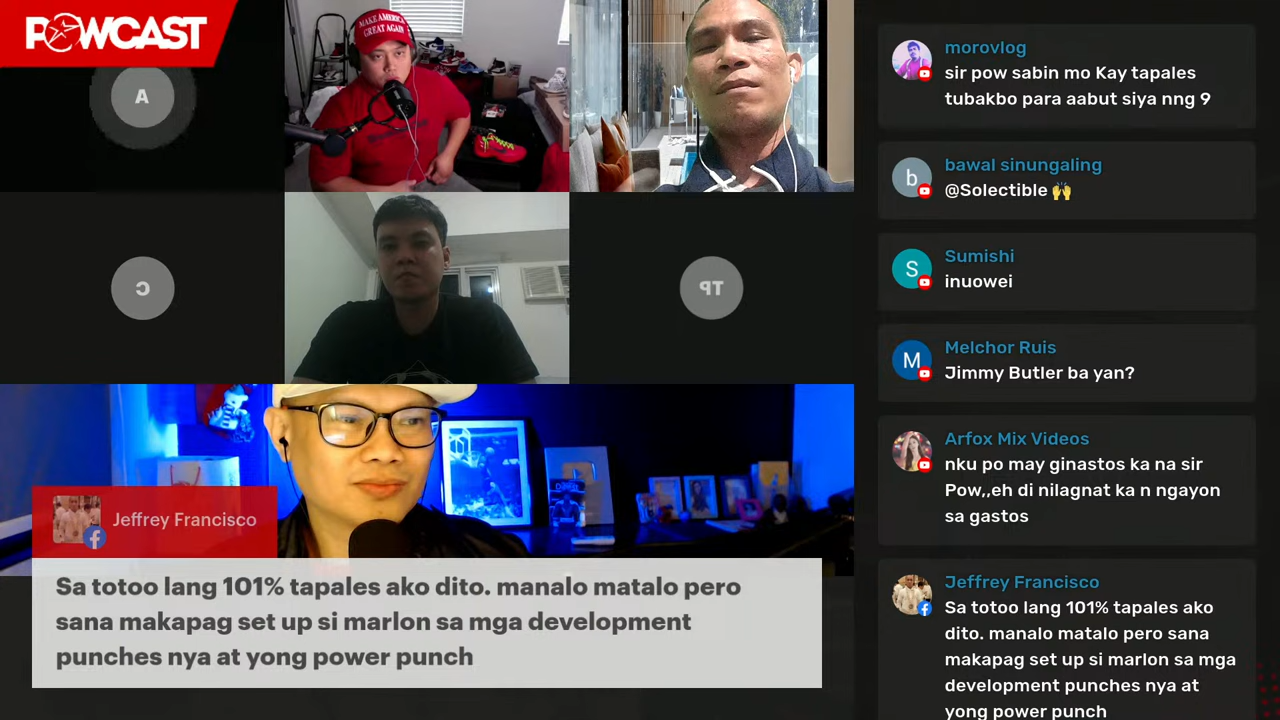 POWCAST
A
MAKE AMERICA
GREAT AGAIN
C
TP
Jeffrey Francisco
Sa totoo lang 101% tapales ako dito. manalo matalo pero
sana makapag set up si marlon sa mga development
punches nya at yong power punch
morovlog
sir pow sabin mo Kay tapales
tubakbo para aabut siya nng 9
b
bawal sinungaling
@Solectible 🙌
S
Sumishi
inuowei
M
Melchor Ruis
Jimmy Butler ba yan?
Arfox Mix Videos
nku po may ginastos ka na sir
Pow,,eh di nilagnat ka n ngayon
sa gastos
Jeffrey Francisco
Sa totoo lang 101% tapales ako
dito. manalo matalo pero sana
makapag set up si marlon sa mga
development punches nya at
yong power punch